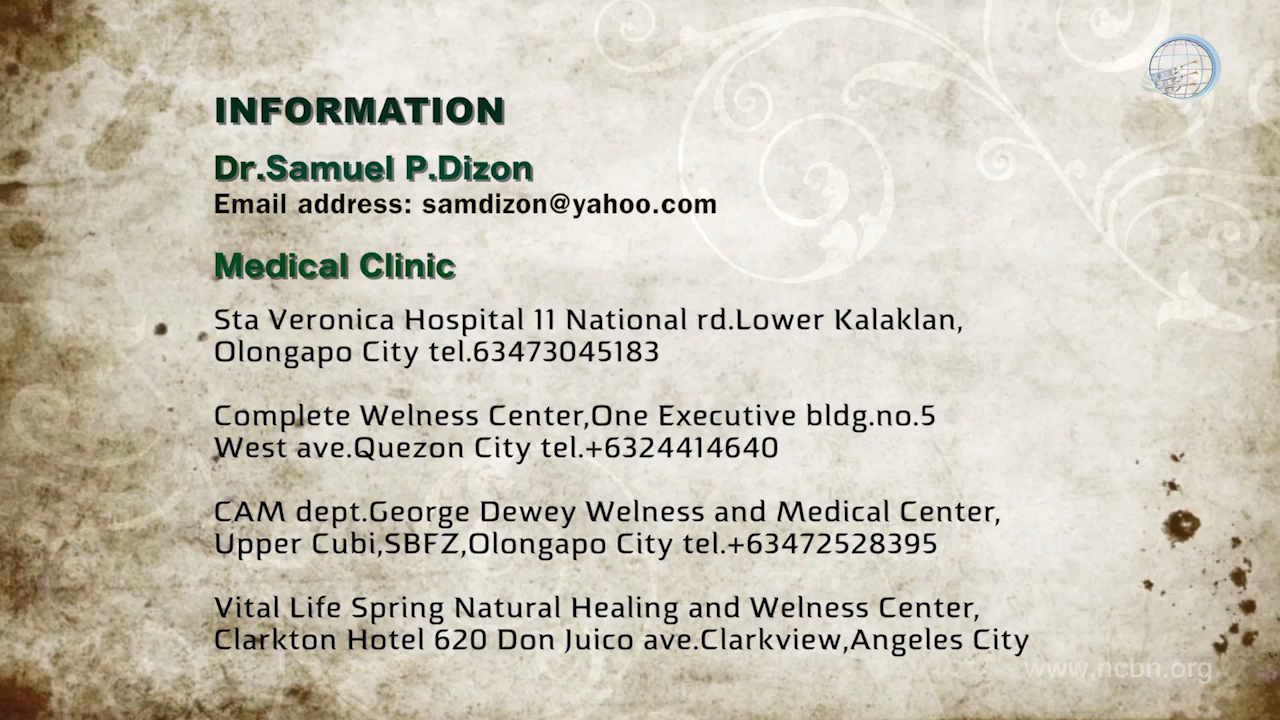 INFORMATION
Dr.Samuel P.Dizon
Email address: samdizon@yahoo.com
Medical Clinic
Sta Veronica Hospital 11 National rd.Lower Kalaklan,
Olongapo City tel.63473045183
Complete Welness Center,One Executive bldg.no.5
West ave.Quezon City tel.+6324414640
CAM dept.George Dewey Welness and Medical Center,
Upper Cubi,SBFZ,Olongapo City tel.+63472528395
Vital Life Spring Natural Healing and Welness Center,
Clarkton Hotel 620 Don Juico ave.Clarkview,Angeles City
www.ncbn.org